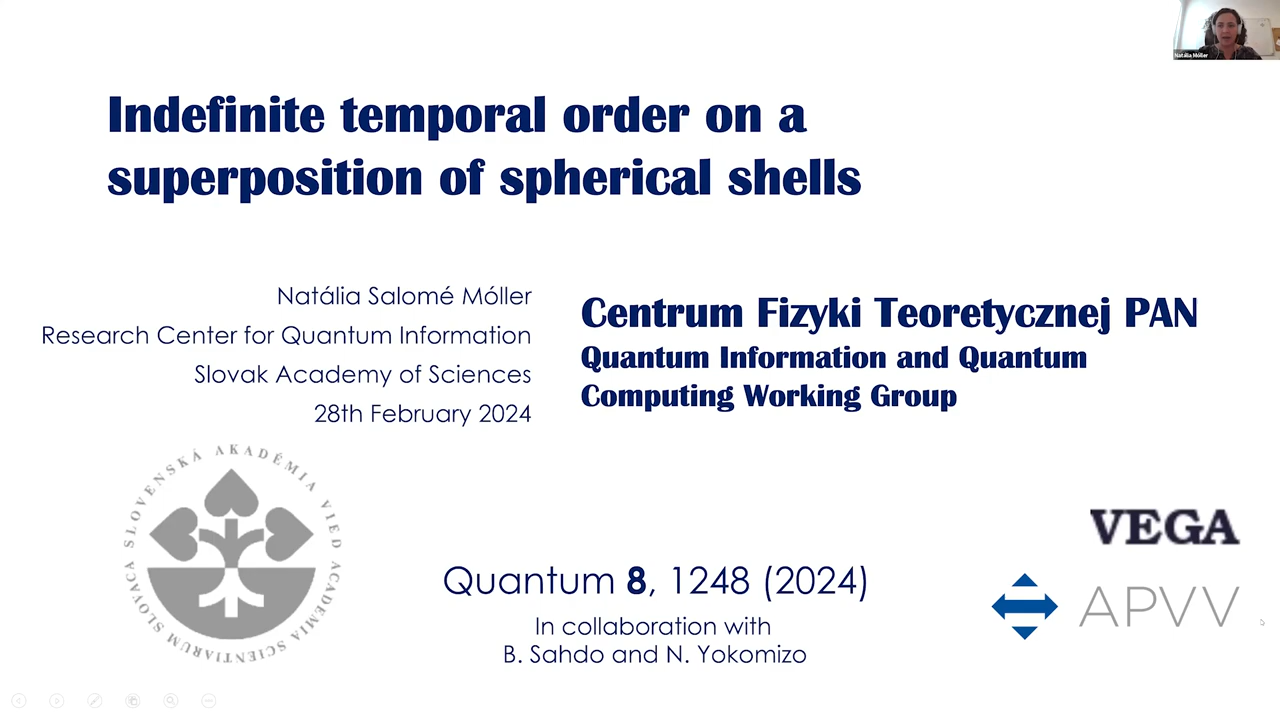 Natália Móller
Indefinite temporal order on a
superposition of spherical shells
Natália Salomé Móller
Research Center for Quantum Information
Slovak Academy of Sciences
28th February 2024
Centrum Fizyki Teoretycznej PAN
Quantum Information and Quantum
Computing Working Group
SLOVENSKÁ AKADÉMIA VIED ACADEMIA SCIENTIARUM SLOVACA
Quantum 8, 1248 (2024)
In collaboration with
B. Sahdo and N. Yokomizo
VEGA
APVV